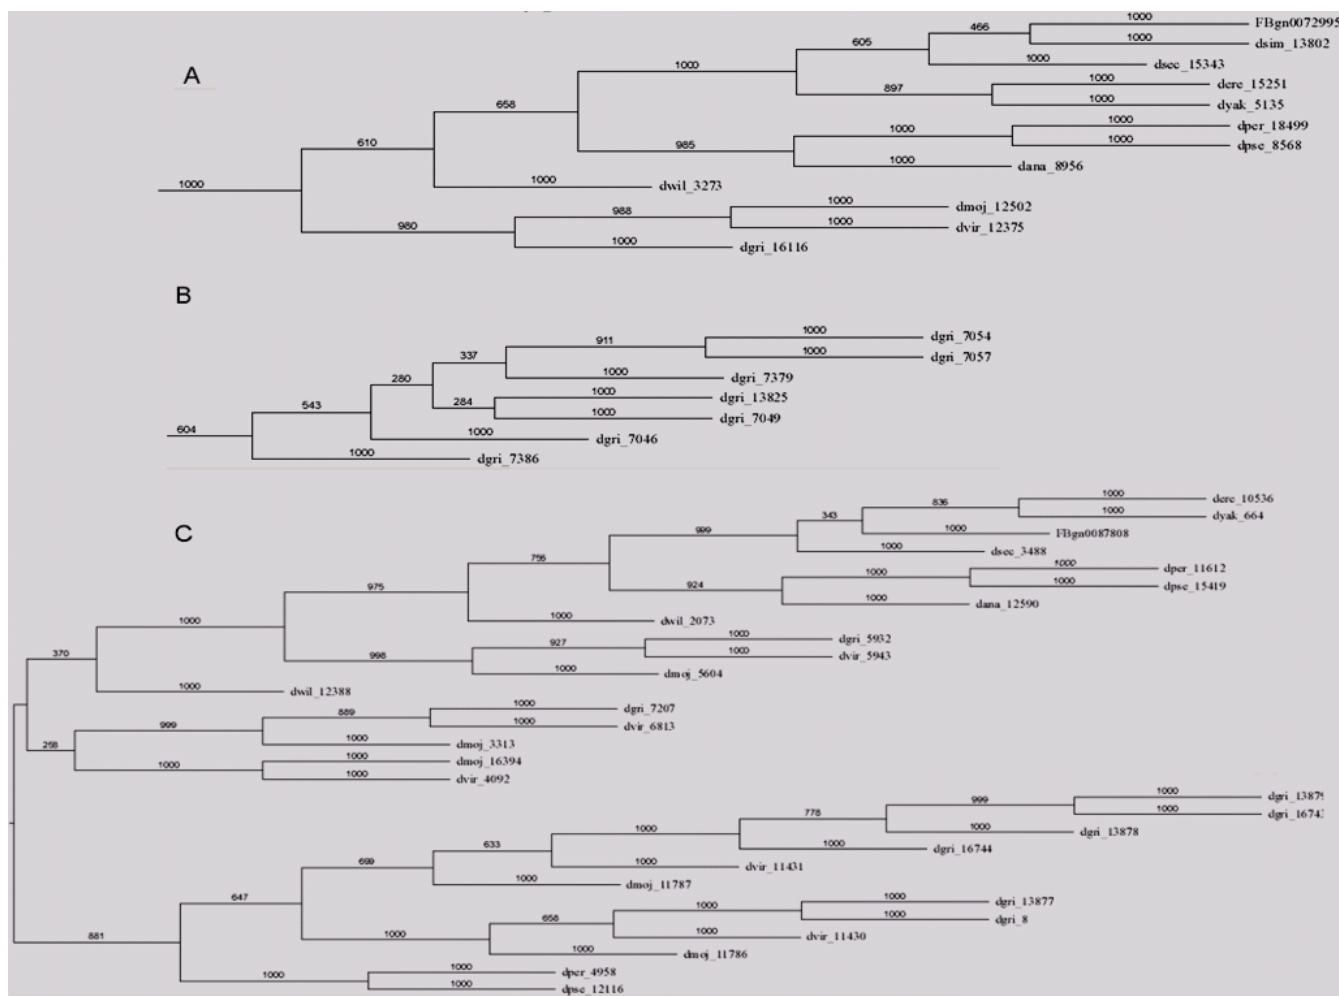 1000 FBgn0072995
466
1000 dsim_13802
605
1000 dsec_15343
A
1000
1000 dere_15251
897
1000 dyak_5135
658
1000 dper_18499
1000
1000 dpse_8568
610
985
1000 dana_8956
1000
1000 dwil_3273
1000 dmoj_12502
988
980
1000 dvir_12375
1000 dgri_16116
B
1000 dgri_7054
911
337
1000 dgri_7057
280
1000 dgri_7379
543
1000 dgri_13825
284
1000 dgri_7049
604
1000 dgri_7046
1000 dgri_7386
C
1000 dere_10536
836
343
1000 dyak_664
999
1000 FBgn0087808
1000 dsec_3488
756
1000 dper_11612
1000
924
1000 dpse_15419
975
1000 dana_12590
1000
1000 dwil_2073
1000 dgri_5932
927
998
1000 dvir_5943
370
1000 dmoj_5604
1000 dwil_12388
1000 dgri_7207
889
999
1000 dvir_6813
258
1000 dmoj_3313
1000 dmoj_16394
1000
1000 dvir_4092
1000 dgri_13879
999
778
1000 dgri_16743
1000
1000 dgri_13878
633
1000 dgri_16744
699
1000 dvir_11431
1000 dmoj_11787
647
1000 dgri_13877
1000
658
1000 dgri_8
1000
1000 dvir_11430
881
1000 dmoj_11786
1000 dper_4958
1000
1000 dpse_12116